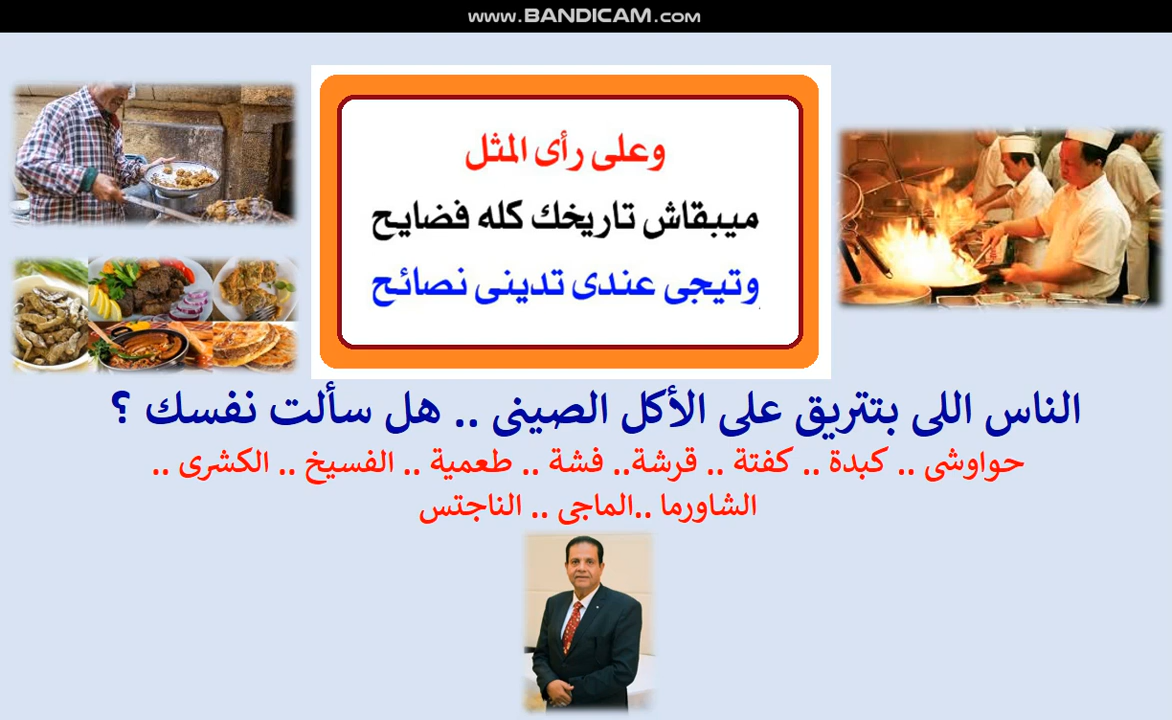 www.BANDICAM.com
وعلى رأى المثل
ميبقاش تاريخك كله فضايح
وتيجى عندى تدينى نصائح
الناس اللى بتتريق على الأكل الصينى .. هل سألت نفسك ؟
حواوشى .. كبدة .. كفتة .. قرشة.. فشة .. طعمية .. الفسيخ .. الكشرى ..
الشاورما ..الماجى .. الناجتس